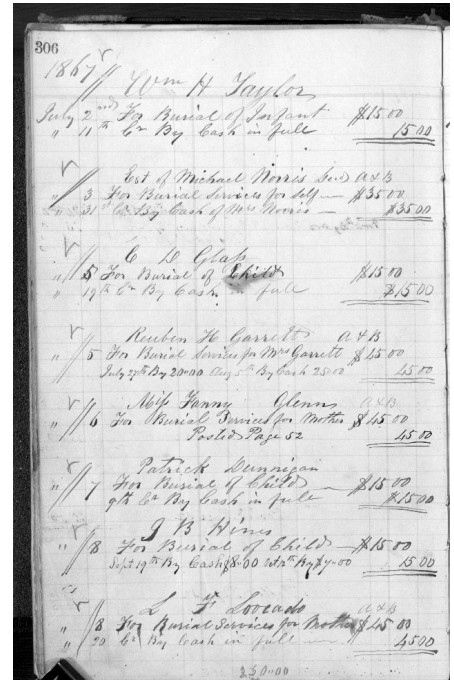 306
1867
Wm H Taylor
July 2nd For Burial of Infant $15 00
" 11th Cr By Cash in full 15 00
Est of Michael Norris Decd A & B
" 3 For Burial Services for Self — $35 00
" 31st Cr By Cash of Mrs Norris — $35 00
C D Glass
" 5 For Burial of Child $15 00
" 19th Cr By Cash in full $15 00
Reuben H Garrett A & B
" 5 For Burial Services for Mrs Garrett $45 00
July 27th By 20 00 Aug 5th By Cash 25 00 45 00
Miss Fanny Glenn A & B
" 6 For Burial Services for Mother $45 00
Posted Page 52 45 00
Patrick Dunnigan
" 7 For Burial of Child — $15 00
9th Cr By Cash in full $15 00
J B Hines
" 8 For Burial of Child — $15 00
Sept 19th By Cash $8 00 By $7 00 15 00
L F Locado A & B
" 8 For Burial Services for Mother $45 00
" 20 Cr By Cash in full 45 00
230 00